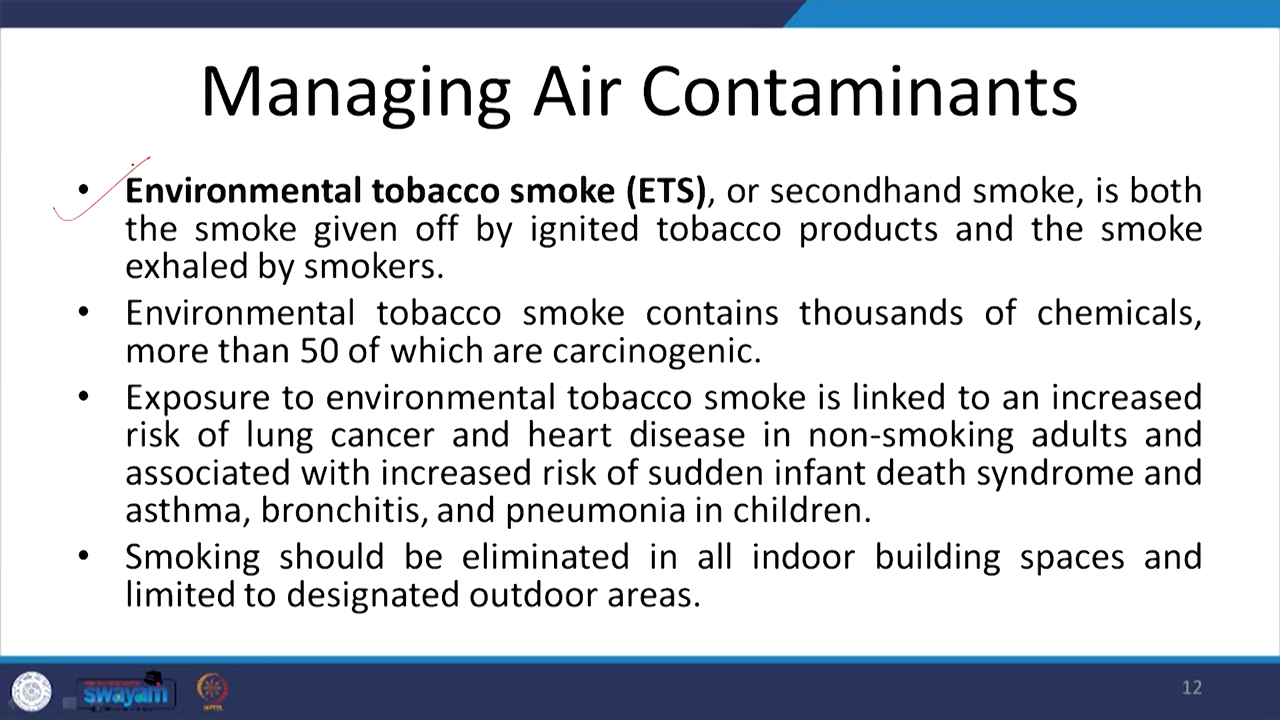 Managing Air Contaminants
• Environmental tobacco smoke (ETS), or secondhand smoke, is both
the smoke given off by ignited tobacco products and the smoke
exhaled by smokers.
• Environmental tobacco smoke contains thousands of chemicals,
more than 50 of which are carcinogenic.
• Exposure to environmental tobacco smoke is linked to an increased
risk of lung cancer and heart disease in non-smoking adults and
associated with increased risk of sudden infant death syndrome and
asthma, bronchitis, and pneumonia in children.
• Smoking should be eliminated in all indoor building spaces and
limited to designated outdoor areas.
swayam
12